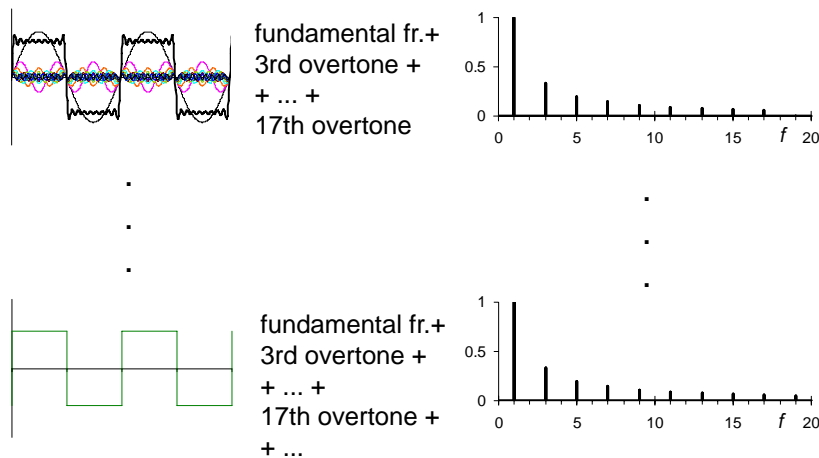 fundamental fr.+
3rd overtone +
+ ... +
17th overtone
1
0.5
0
0 5 10 15 f 20
fundamental fr.+
3rd overtone +
+ ... +
17th overtone +
+ ...
1
0.5
0
0 5 10 15 f 20